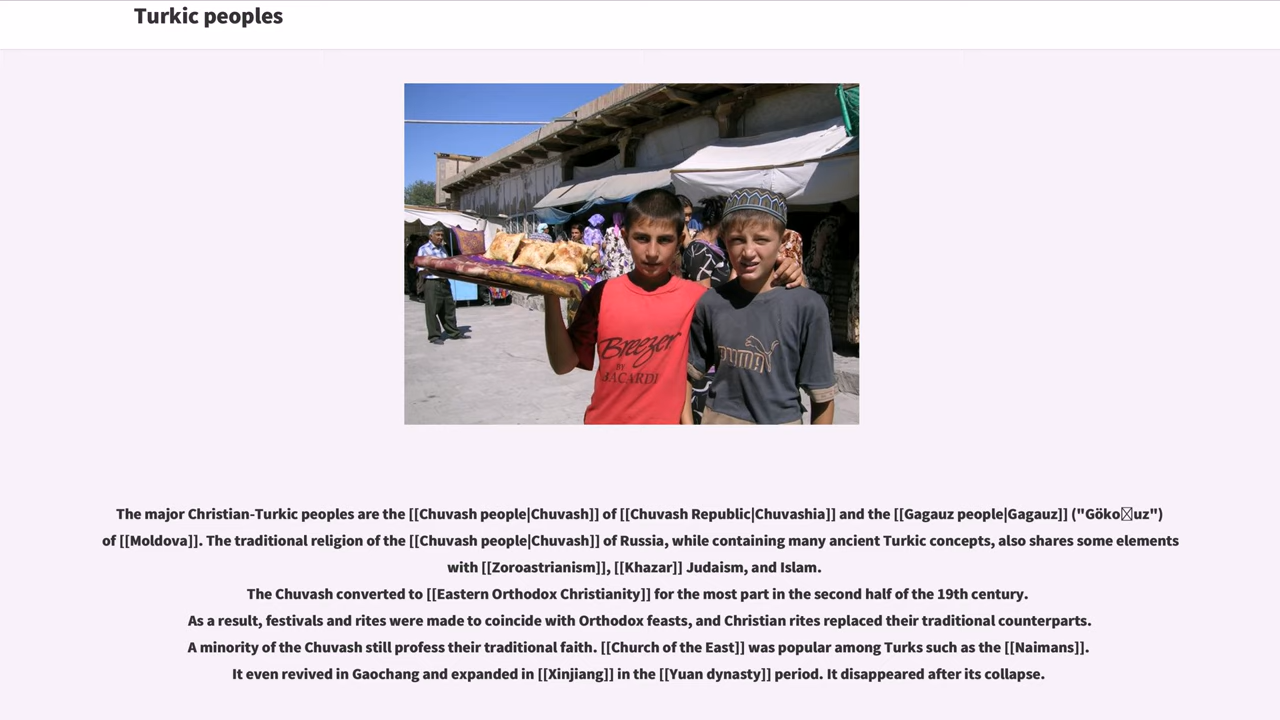 Turkic peoples
Breezer
BY
BACARDI
PUMA
The major Christian-Turkic peoples are the [[Chuvash people|Chuvash]] of [[Chuvash Republic|Chuvashia]] and the [[Gagauz people|Gagauz]] ("Göko□uz")
of [[Moldova]]. The traditional religion of the [[Chuvash people|Chuvash]] of Russia, while containing many ancient Turkic concepts, also shares some elements
with [[Zoroastrianism]], [[Khazar]] Judaism, and Islam.
The Chuvash converted to [[Eastern Orthodox Christianity]] for the most part in the second half of the 19th century.
As a result, festivals and rites were made to coincide with Orthodox feasts, and Christian rites replaced their traditional counterparts.
A minority of the Chuvash still profess their traditional faith. [[Church of the East]] was popular among Turks such as the [[Naimans]].
It even revived in Gaochang and expanded in [[Xinjiang]] in the [[Yuan dynasty]] period. It disappeared after its collapse.